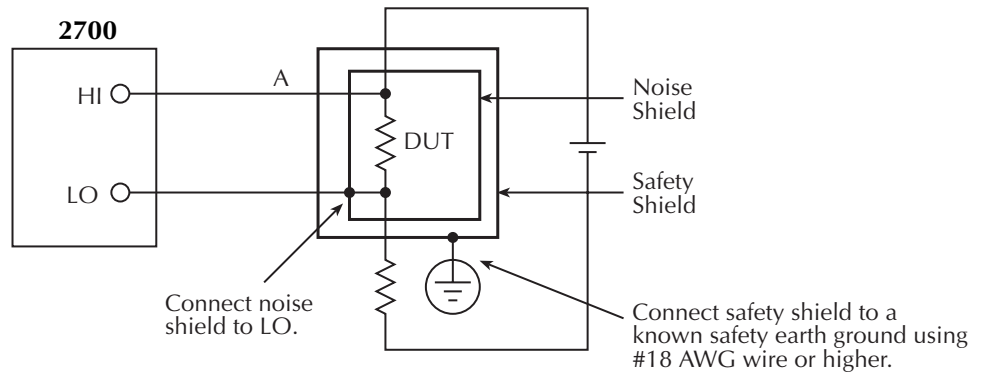 2700
HI
A
LO
DUT
Noise
Shield
Safety
Shield
Connect noise
shield to LO.
Connect safety shield to a
known safety earth ground using
#18 AWG wire or higher.